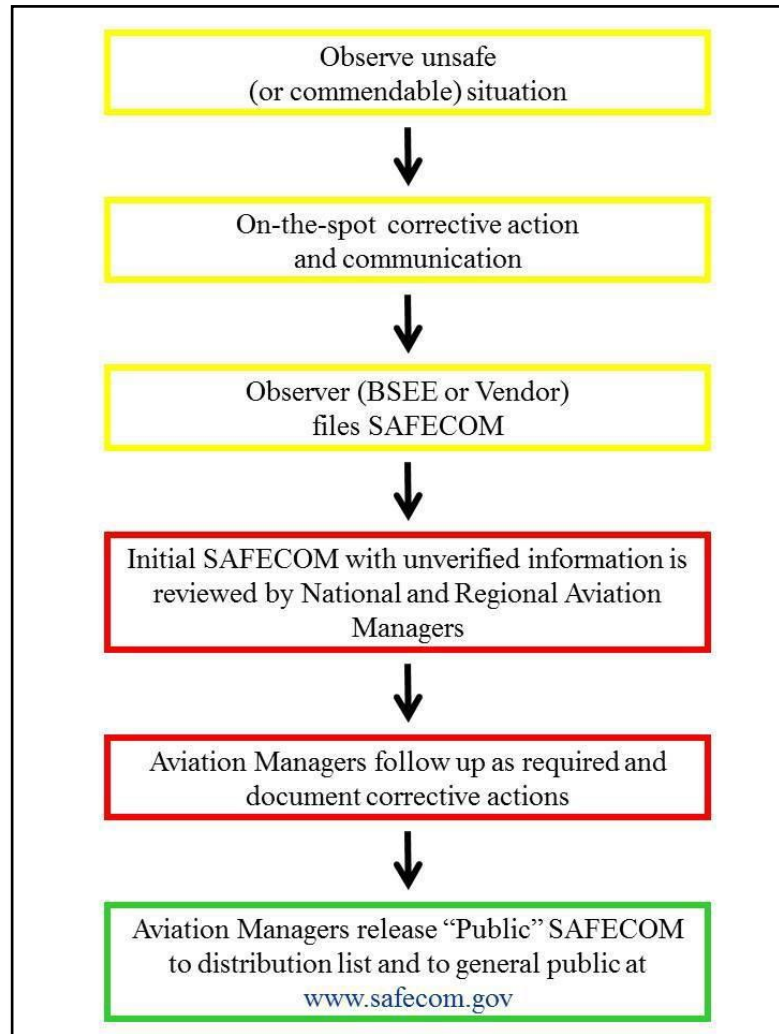 Observe unsafe
(or commendable) situation
On-the-spot corrective action
and communication
Observer (BSEE or Vendor)
files SAFECOM
Initial SAFECOM with unverified information is
reviewed by National and Regional Aviation
Managers
Aviation Managers follow up as required and
document corrective actions
Aviation Managers release “Public” SAFECOM
to distribution list and to general public at
www.safecom.gov